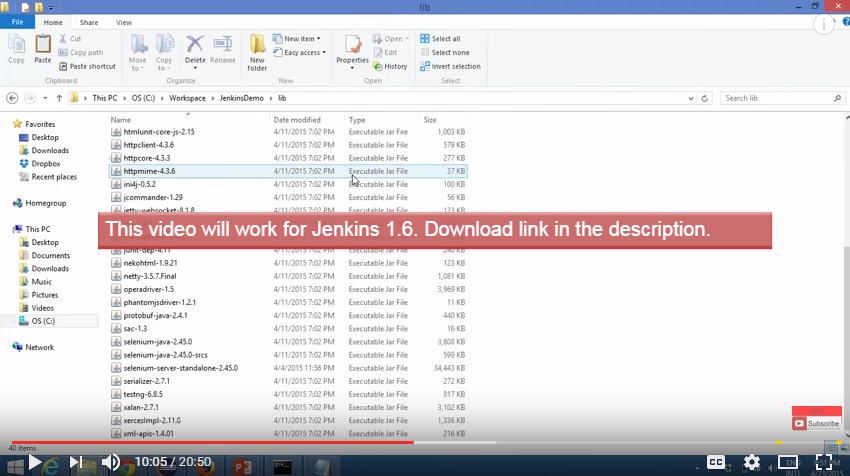 lib
File Home Share View
Copy Paste Cut Copy path Paste shortcut
Clipboard
Move to Copy to Delete Rename
Organize
New folder New item Easy access
New
Properties Open Edit History
Open
Select all Select none Invert selection
Select
This PC OS (C:) Workspace JenkinsDemo lib
Search lib
Favorites
Desktop
Downloads
Dropbox
Recent places
Homegroup
This PC
Desktop
Documents
Downloads
Music
Pictures
Videos
OS (C:)
Network
Name Date modified Type Size
htmlunit-core-js-2.15 4/11/2015 7:02 PM Executable Jar File 1,003 KB
httpclient-4.3.6 4/11/2015 7:02 PM Executable Jar File 579 KB
httpcore-4.3.3 4/11/2015 7:02 PM Executable Jar File 277 KB
httpmime-4.3.6 4/11/2015 7:02 PM Executable Jar File 37 KB
ini4j-0.5.2 4/11/2015 7:02 PM Executable Jar File 100 KB
jcommander-1.29 4/11/2015 7:02 PM Executable Jar File 56 KB
jetty-websocket-8.1.8 4/11/2015 7:02 PM Executable Jar File 123 KB
This video will work for Jenkins 1.6. Download link in the description.
junit-dep-4.11 4/11/2015 7:02 PM Executable Jar File 240 KB
nekohtml-1.9.21 4/11/2015 7:02 PM Executable Jar File 123 KB
netty-3.5.7.Final 4/11/2015 7:02 PM Executable Jar File 1,081 KB
operadriver-1.5 4/11/2015 7:02 PM Executable Jar File 3,969 KB
phantomjsdriver-1.2.1 4/11/2015 7:02 PM Executable Jar File 11 KB
protobuf-java-2.4.1 4/11/2015 7:02 PM Executable Jar File 440 KB
sac-1.3 4/11/2015 7:02 PM Executable Jar File 16 KB
selenium-java-2.45.0 4/11/2015 7:02 PM Executable Jar File 3,808 KB
selenium-java-2.45.0-srcs 4/11/2015 7:02 PM Executable Jar File 599 KB
selenium-server-standalone-2.45.0 4/4/2015 11:56 PM Executable Jar File 34,443 KB
serializer-2.7.1 4/11/2015 7:02 PM Executable Jar File 272 KB
testng-6.8.5 4/11/2015 7:02 PM Executable Jar File 817 KB
xalan-2.7.1 4/11/2015 7:02 PM Executable Jar File 3,102 KB
xercesImpl-2.11.0 4/11/2015 7:02 PM Executable Jar File 1,336 KB
xml-apis-1.4.01 4/11/2015 7:02 PM Executable Jar File 216 KB
Subscribe
40 items
10:05 / 20:50
CC